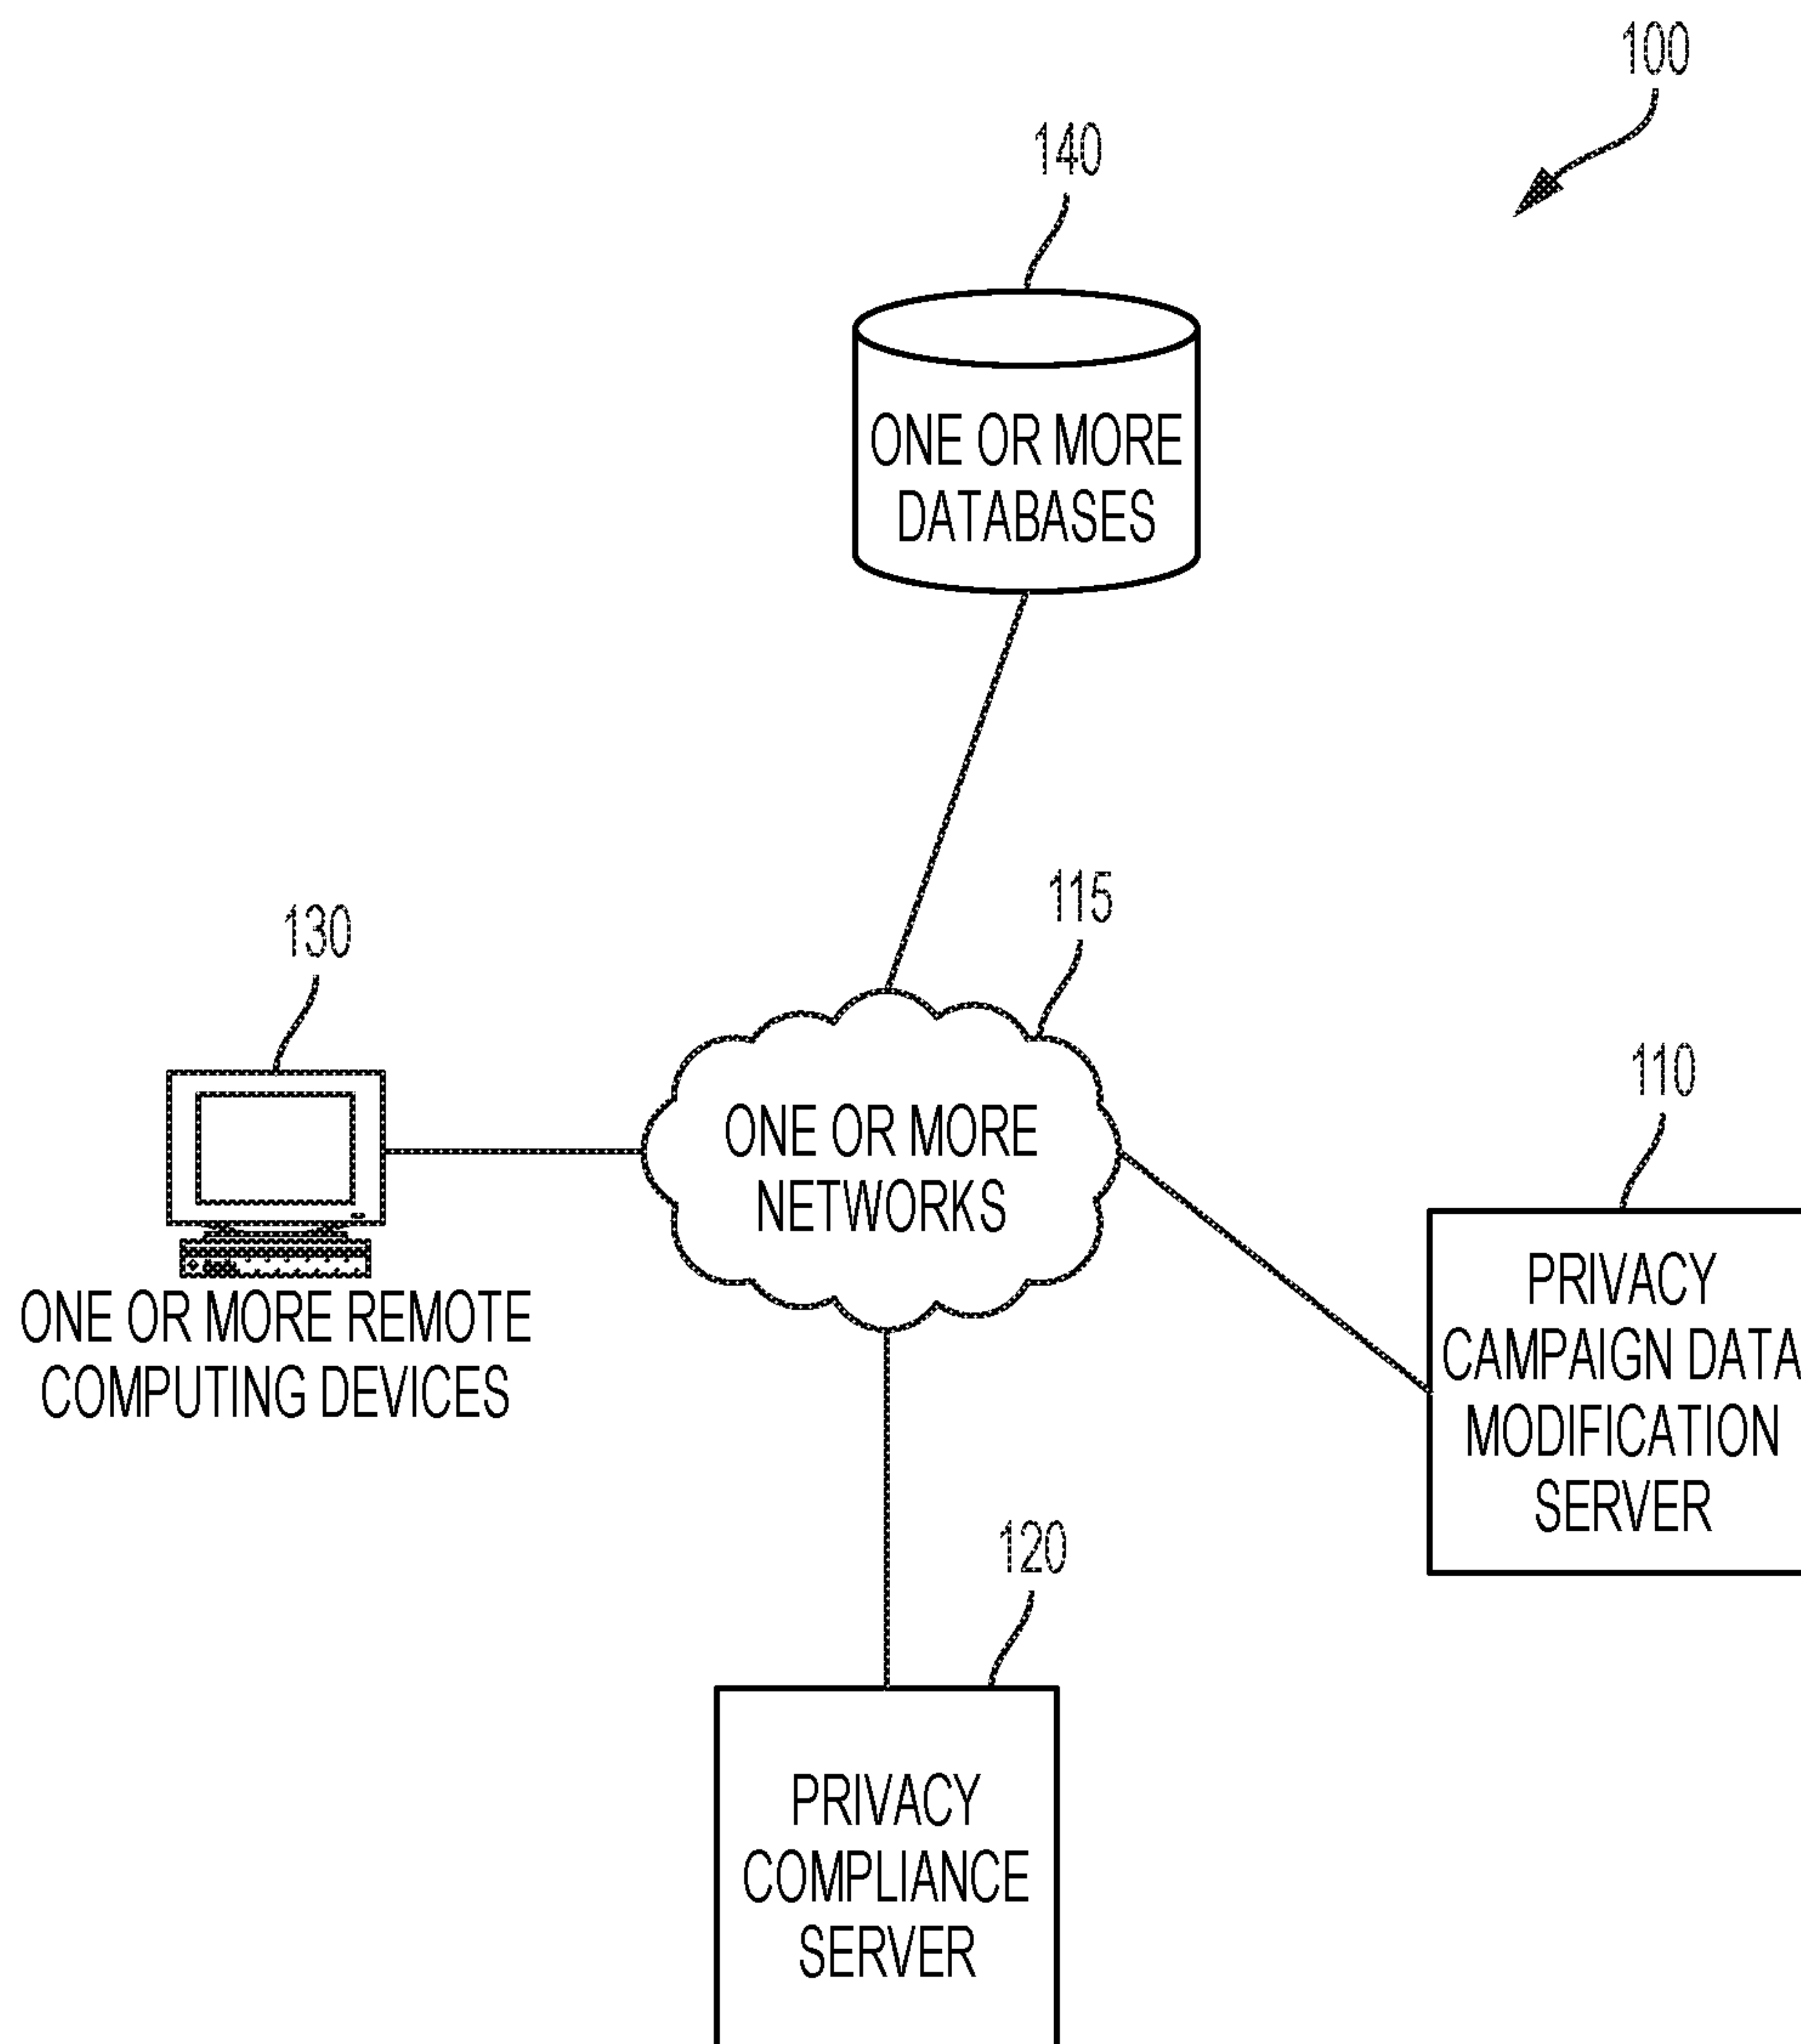 100
140
ONE OR MORE
DATABASES
115
130
ONE OR MORE
NETWORKS
110
ONE OR MORE REMOTE
COMPUTING DEVICES
PRIVACY
CAMPAIGN DATA
MODIFICATION
SERVER
120
PRIVACY
COMPLIANCE
SERVER